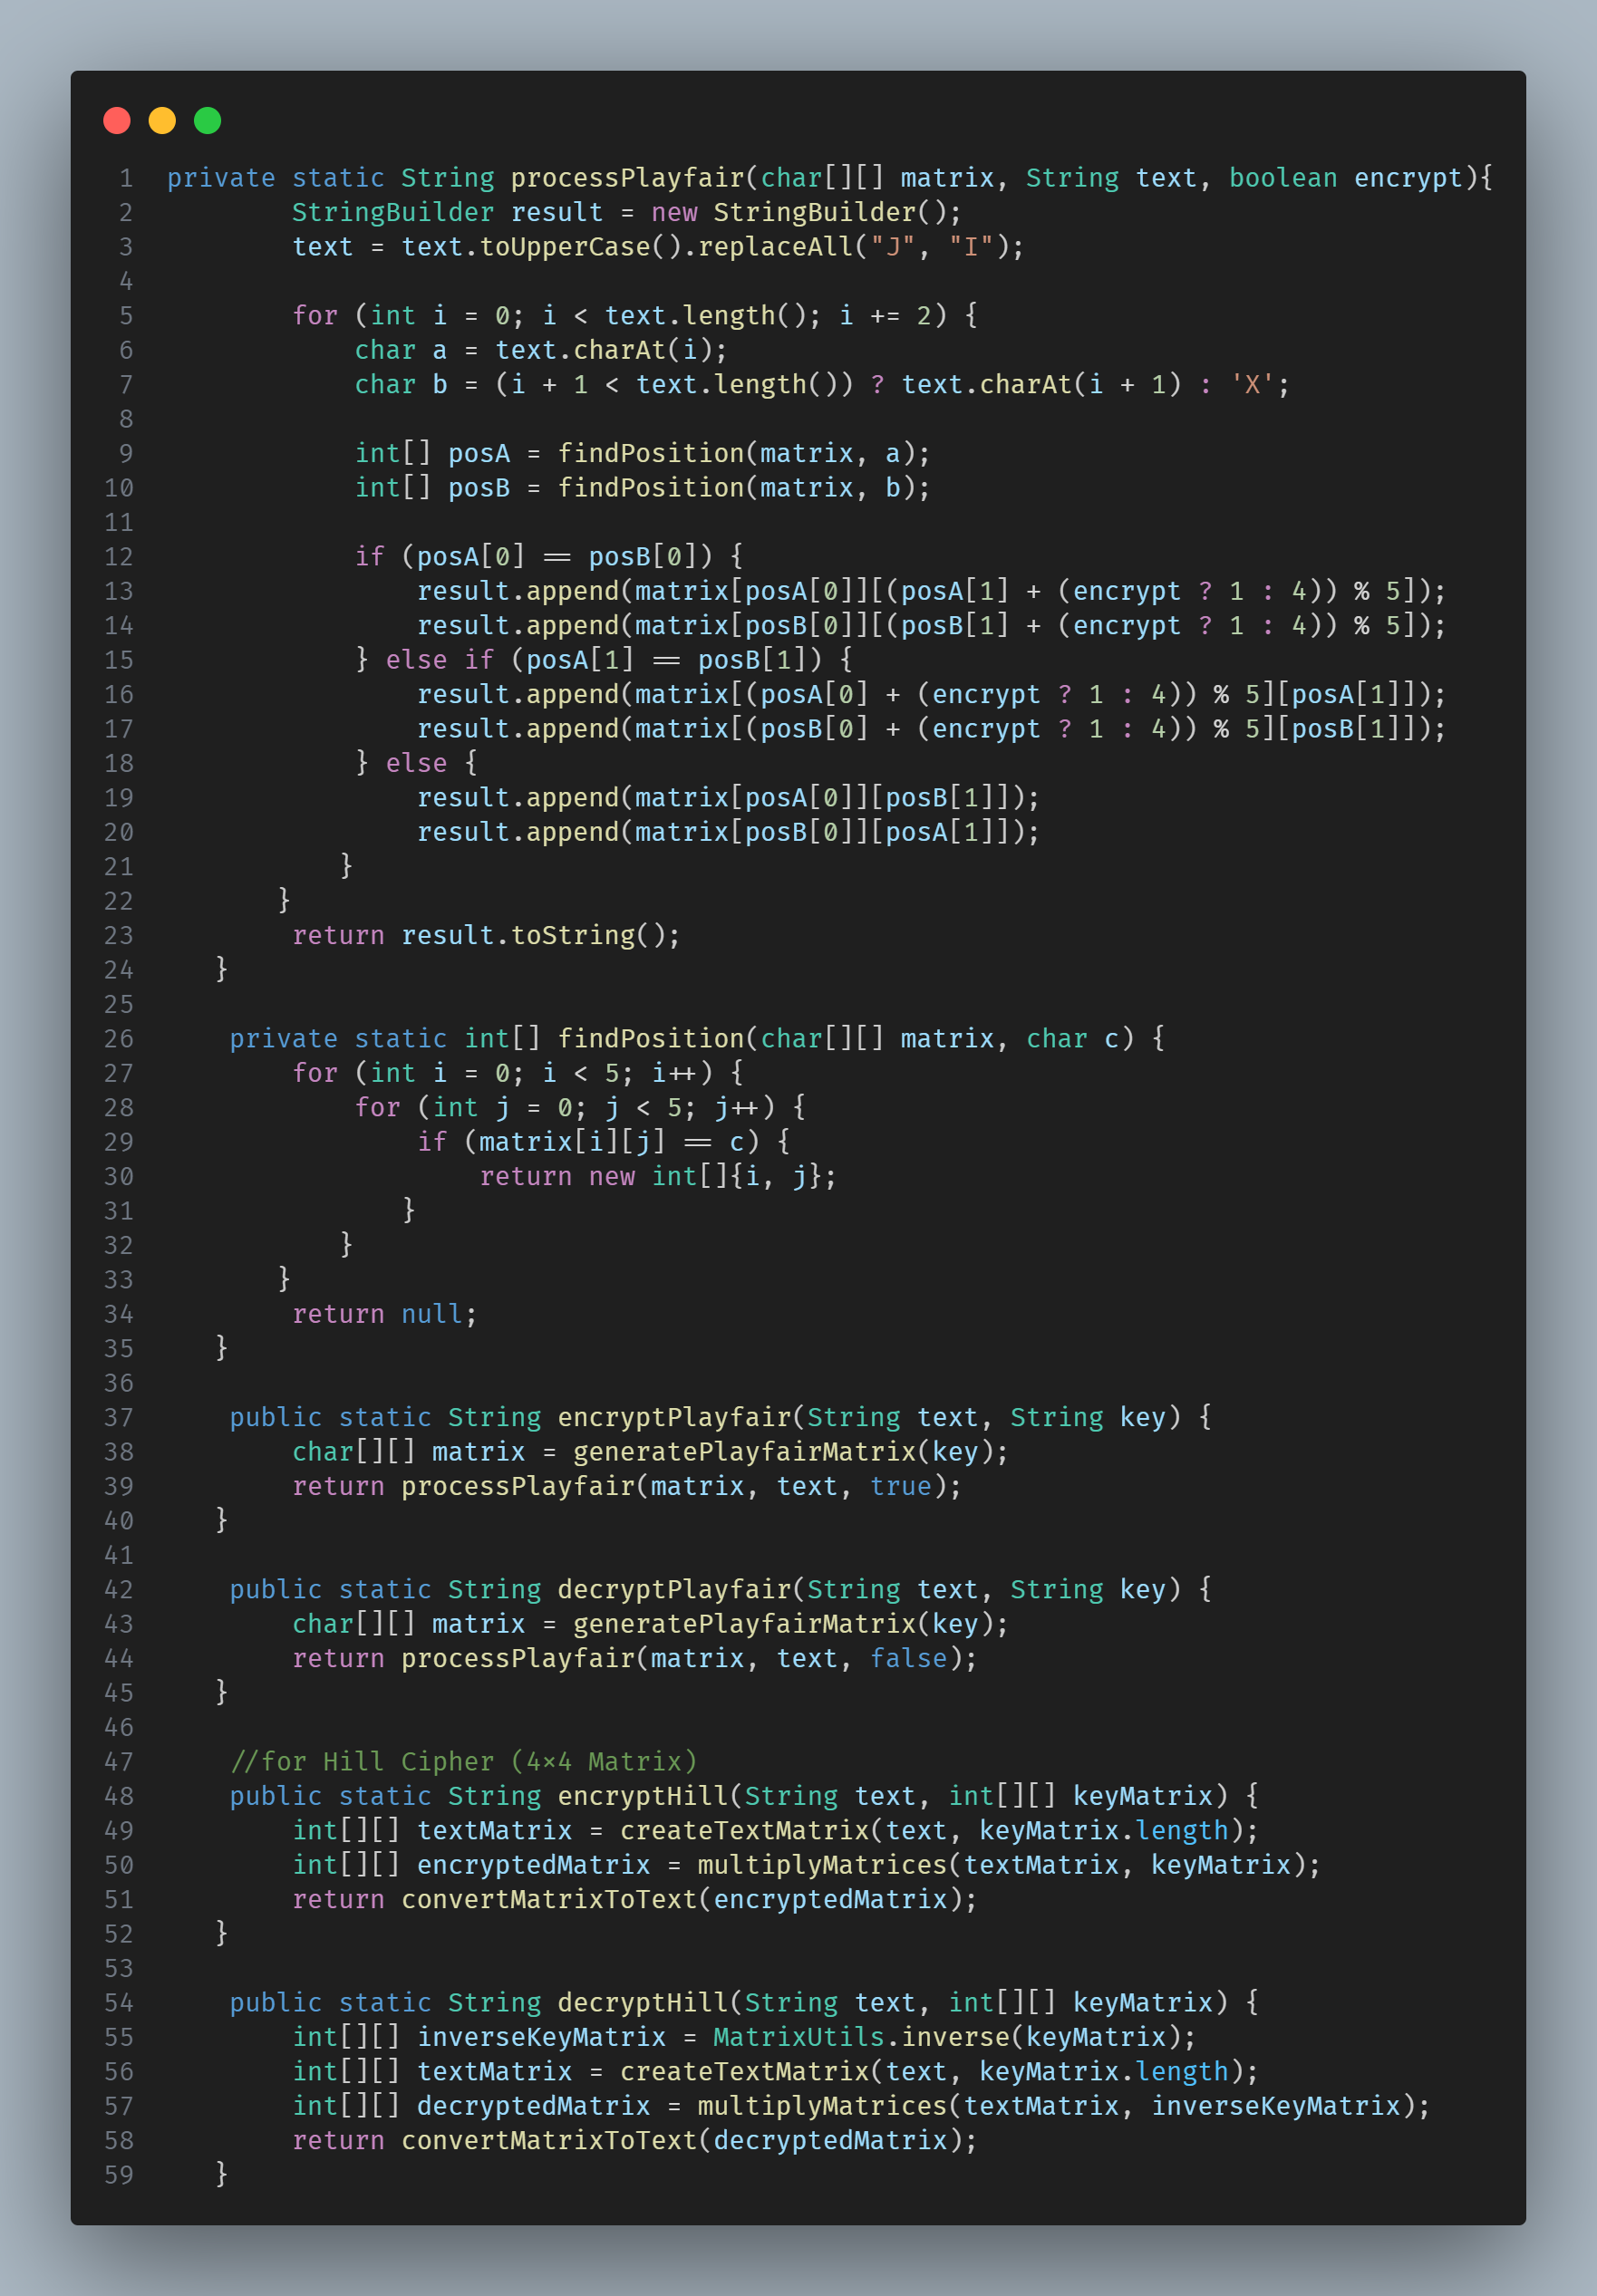 1 private static String processPlayfair(char[][] matrix, String text, boolean encrypt){
2         StringBuilder result = new StringBuilder();
3         text = text.toUpperCase().replaceAll("J", "I");
4
5         for (int i = 0; i < text.length(); i += 2) {
6             char a = text.charAt(i);
7             char b = (i + 1 < text.length()) ? text.charAt(i + 1) : 'X';
8
9             int[] posA = findPosition(matrix, a);
10             int[] posB = findPosition(matrix, b);
11
12             if (posA[0] == posB[0]) {
13                 result.append(matrix[posA[0]][(posA[1] + (encrypt ? 1 : 4)) % 5]);
14                 result.append(matrix[posB[0]][(posB[1] + (encrypt ? 1 : 4)) % 5]);
15             } else if (posA[1] == posB[1]) {
16                 result.append(matrix[(posA[0] + (encrypt ? 1 : 4)) % 5][posA[1]]);
17                 result.append(matrix[(posB[0] + (encrypt ? 1 : 4)) % 5][posB[1]]);
18             } else {
19                 result.append(matrix[posA[0]][posB[1]]);
20                 result.append(matrix[posB[0]][posA[1]]);
21            }
22        }
23         return result.toString();
24    }
25
26     private static int[] findPosition(char[][] matrix, char c) {
27         for (int i = 0; i < 5; i++) {
28             for (int j = 0; j < 5; j++) {
29                 if (matrix[i][j] == c) {
30                     return new int[]{i, j};
31                }
32            }
33        }
34         return null;
35    }
36
37     public static String encryptPlayfair(String text, String key) {
38         char[][] matrix = generatePlayfairMatrix(key);
39         return processPlayfair(matrix, text, true);
40    }
41
42     public static String decryptPlayfair(String text, String key) {
43         char[][] matrix = generatePlayfairMatrix(key);
44         return processPlayfair(matrix, text, false);
45    }
46
47     //for Hill Cipher (4×4 Matrix)
48     public static String encryptHill(String text, int[][] keyMatrix) {
49         int[][] textMatrix = createTextMatrix(text, keyMatrix.length);
50         int[][] encryptedMatrix = multiplyMatrices(textMatrix, keyMatrix);
51         return convertMatrixToText(encryptedMatrix);
52    }
53
54     public static String decryptHill(String text, int[][] keyMatrix) {
55         int[][] inverseKeyMatrix = MatrixUtils.inverse(keyMatrix);
56         int[][] textMatrix = createTextMatrix(text, keyMatrix.length);
57         int[][] decryptedMatrix = multiplyMatrices(textMatrix, inverseKeyMatrix);
58         return convertMatrixToText(decryptedMatrix);
59    }